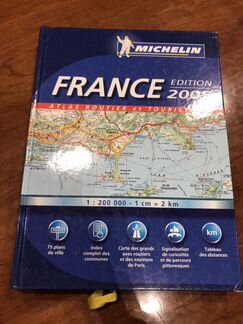 MICHELIN
FRANCE
EDITION
ATLAS ROUTIER et
1 : 200 000 - 1 cm = 2 km
75 plans
de ville
Index
complet des
communes
Carte des grands
axes routiers
et des environs
de Paris.
Signalisation
de curiosités
et de parcours
pittoresques
km
Tableau
des distances